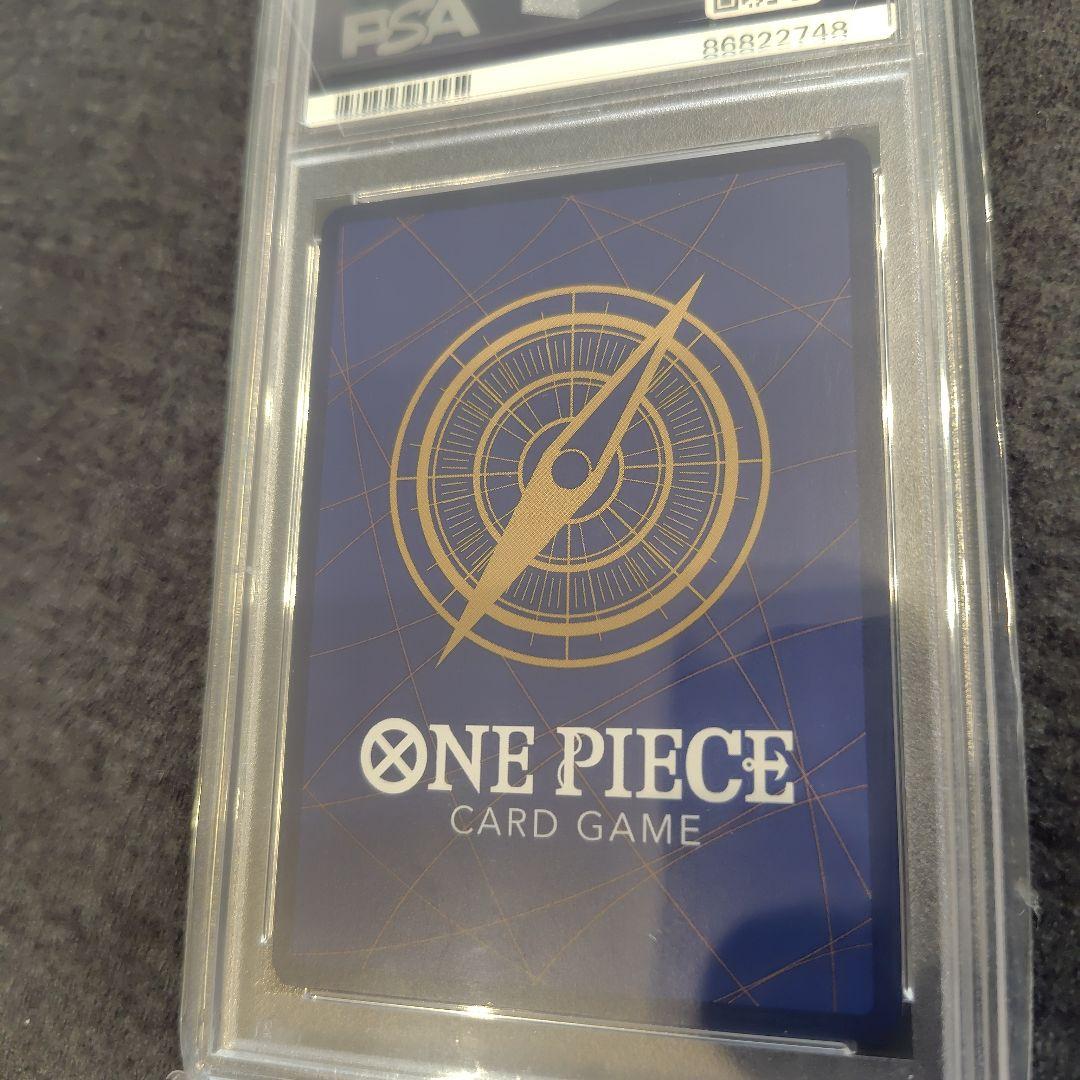 PSA
86822748
ONE PIECE
CARD GAME